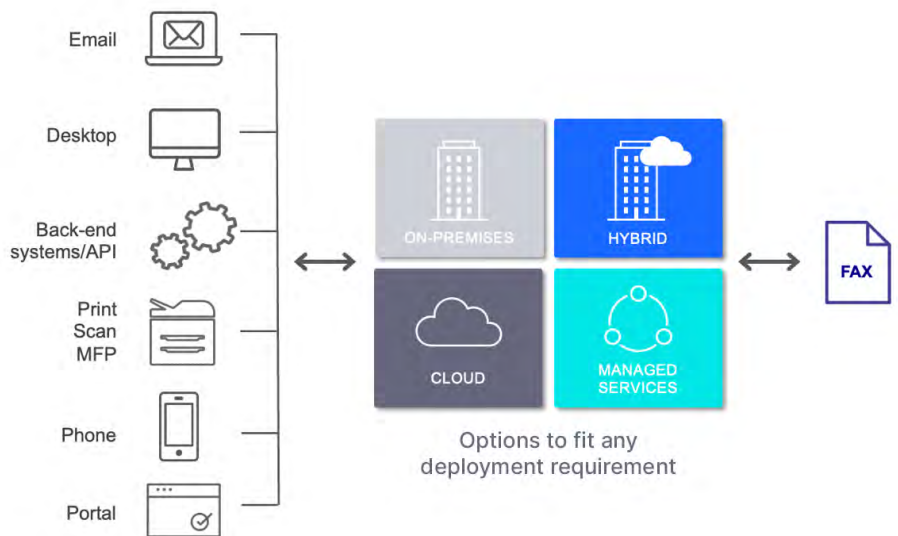 Email
Desktop
Back-end
systems/API
Print
Scan
MFP
Phone
Portal
ON-PREMISES
HYBRID
CLOUD
MANAGED
SERVICES
Options to fit any
deployment requirement
FAX